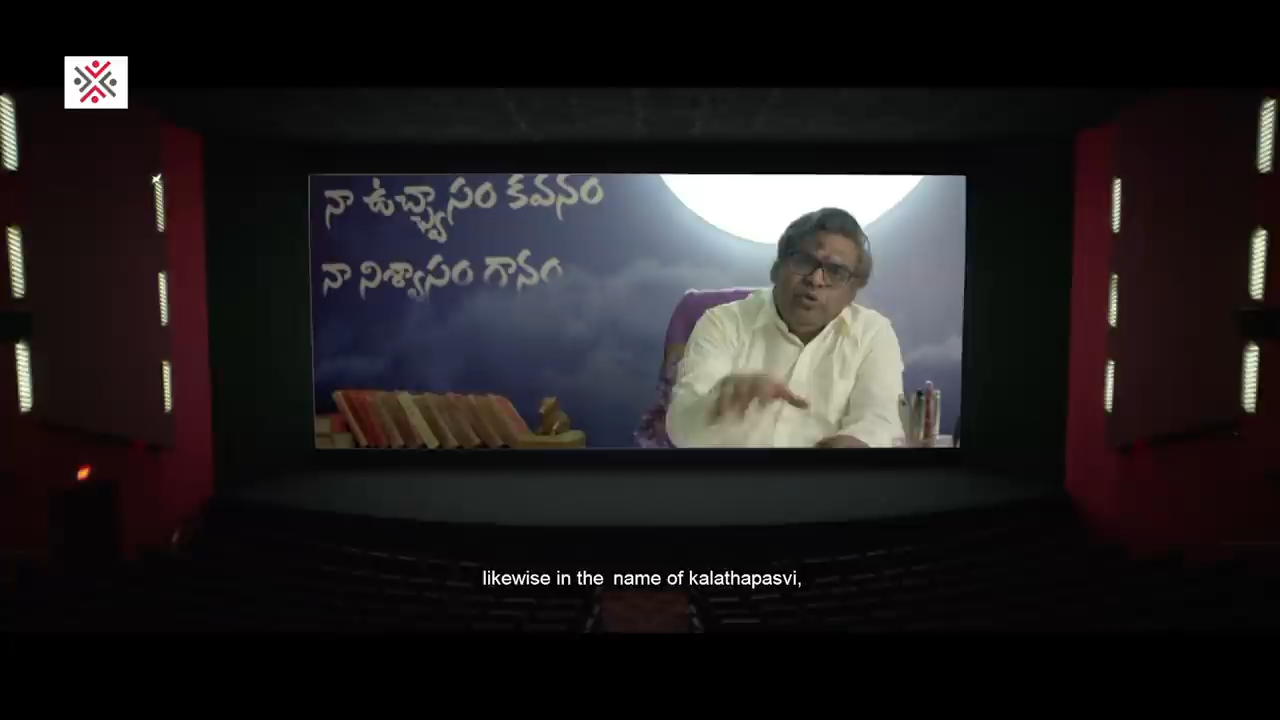 నా ఉచ్ఛ్వాసం కవనం
నా నిశ్వాసం గానం
likewise in the name of kalathapasvi,